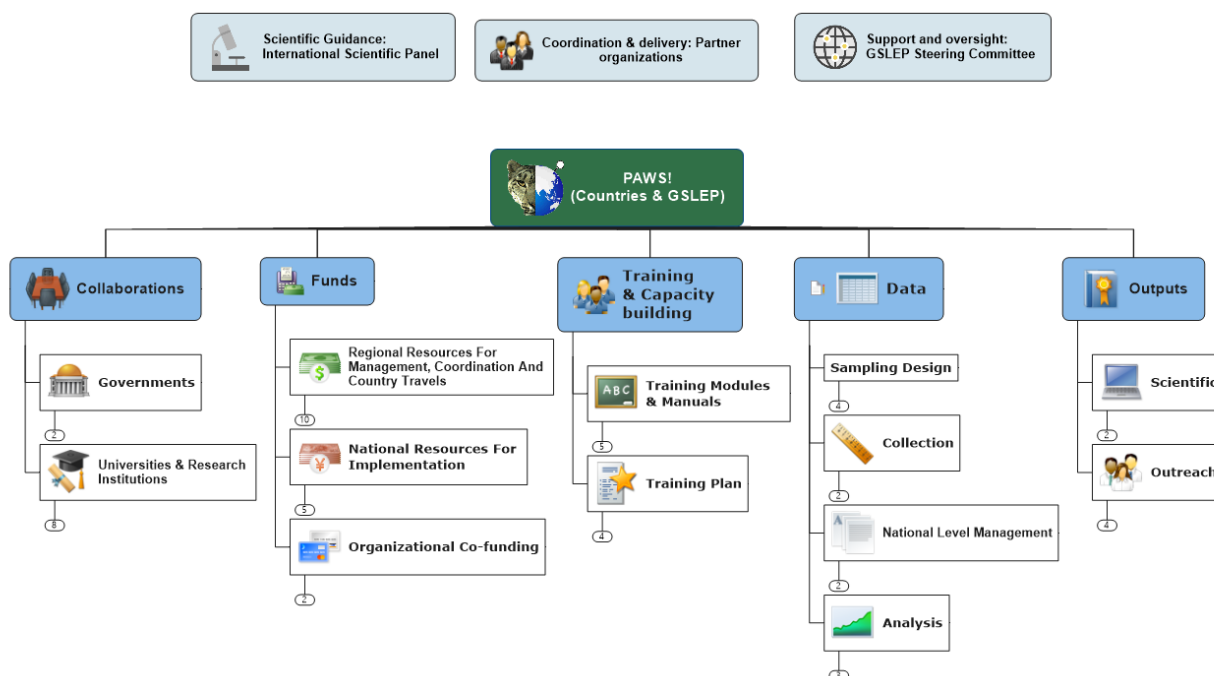 Scientific Guidance:
International Scientific Panel
Coordination & delivery: Partner
organizations
Support and oversight:
GSLEP Steering Committee
PAWS!
(Countries & GSLEP)
Collaborations
Funds
Training
& Capacity
building
Data
Outputs
Governments
2
Universities & Research
Institutions
8
Regional Resources For
Management, Coordination And
Country Travels
10
National Resources For
Implementation
5
Organizational Co-funding
2
ABC
Training Modules
& Manuals
5
Training Plan
4
Sampling Design
4
Collection
2
National Level Management
2
Analysis
Scientific
2
Outreach
4